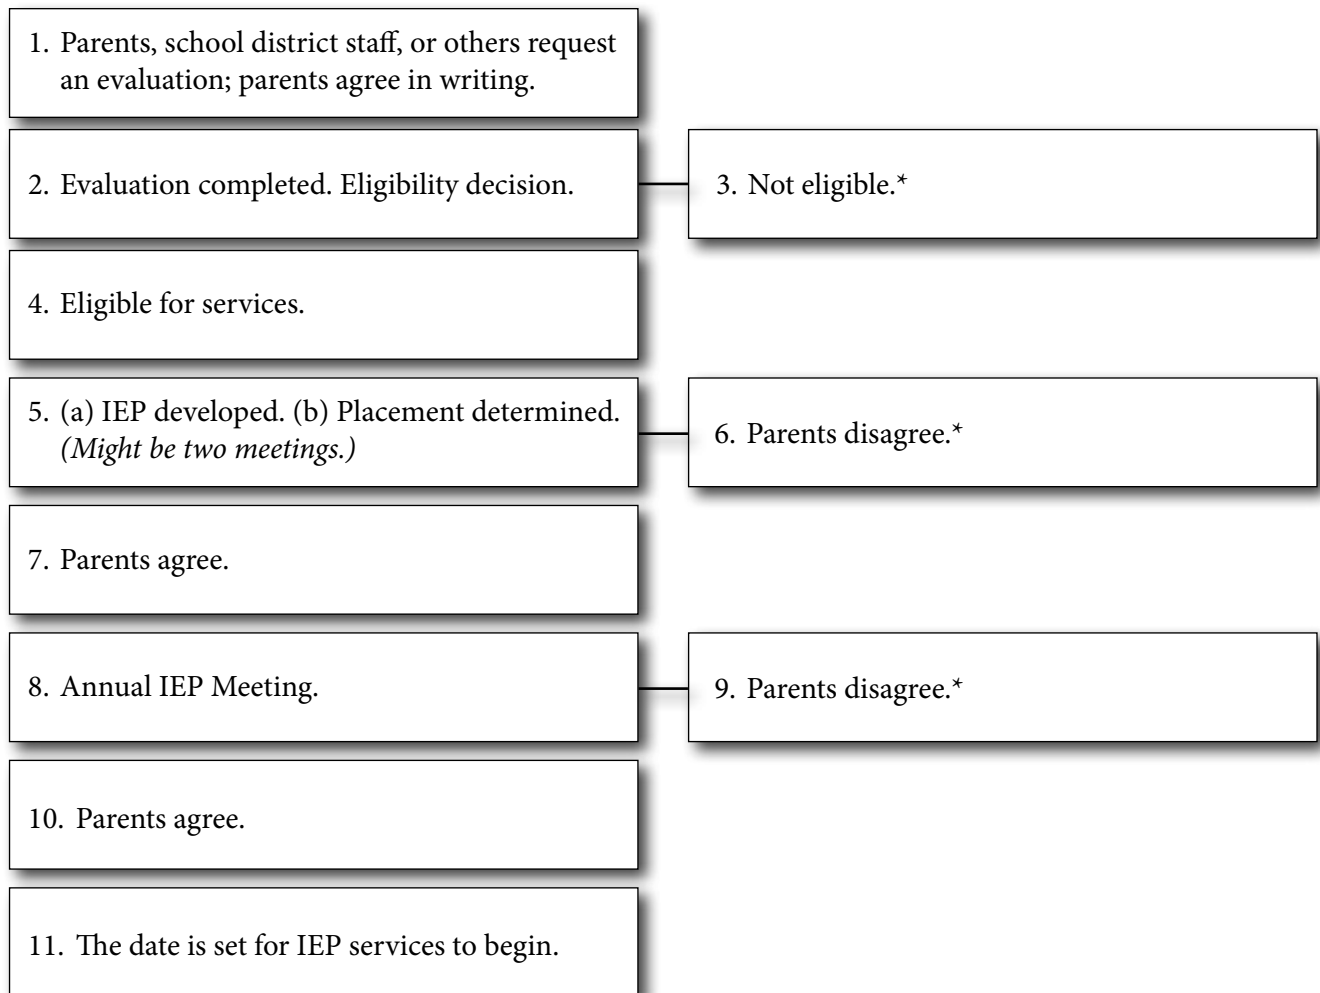 1. Parents, school district staff, or others request
an evaluation; parents agree in writing.
2. Evaluation completed. Eligibility decision.
3. Not eligible.*
4. Eligible for services.
5. (a) IEP developed. (b) Placement determined.
(Might be two meetings.)
6. Parents disagree.*
7. Parents agree.
8. Annual IEP Meeting.
9. Parents disagree.*
10. Parents agree.
11. The date is set for IEP services to begin.